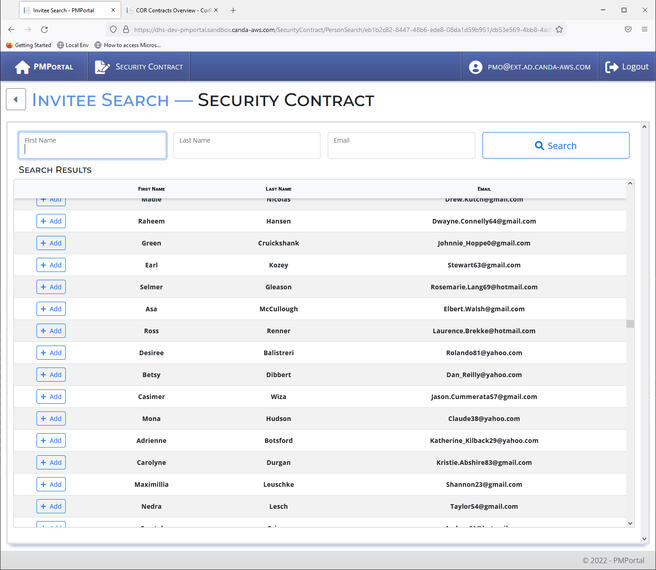 Invitee Search - PMPortal
COR Contracts Overview - Cor
https://dhs-dev-pmportal.sandbox.canda-aws.com/SecurityContract/PersonSearch/eb1b2c82-8447-48b6-ede8-08da1d59b951/cb53e569-4bb8-4a
Getting Started Local Env How to access Micros...
PMPortal Security Contract PMO@EXT.AD.CANDA-AWS.COM Logout
Invitee Search — Security Contract
First Name Last Name Email Search
Search Results
First Name Last Name Email
+ Add Madie Nicolas Drew.Kutch@gmail.com
+ Add Raheem Hansen Dwayne.Connelly64@gmail.com
+ Add Green Cruickshank Johnnie_Hoppe0@gmail.com
+ Add Earl Kozey Stewart63@gmail.com
+ Add Selmer Gleason Rosemarie.Lang69@hotmail.com
+ Add Asa McCullough Elbert.Walsh@gmail.com
+ Add Ross Renner Laurence.Brekke@hotmail.com
+ Add Desiree Balistreri Rolando81@yahoo.com
+ Add Betsy Dibbert Dan_Reilly@yahoo.com
+ Add Casimer Wiza Jason.Cummerata57@gmail.com
+ Add Mona Hudson Claude38@yahoo.com
+ Add Adrienne Botsford Katherine_Kilback29@yahoo.com
+ Add Carolyne Durgan Kristie.Abshire83@gmail.com
+ Add Maximillia Leuschke Shannon23@gmail.com
+ Add Nedra Lesch Taylor54@gmail.com
© 2022 - PMPortal